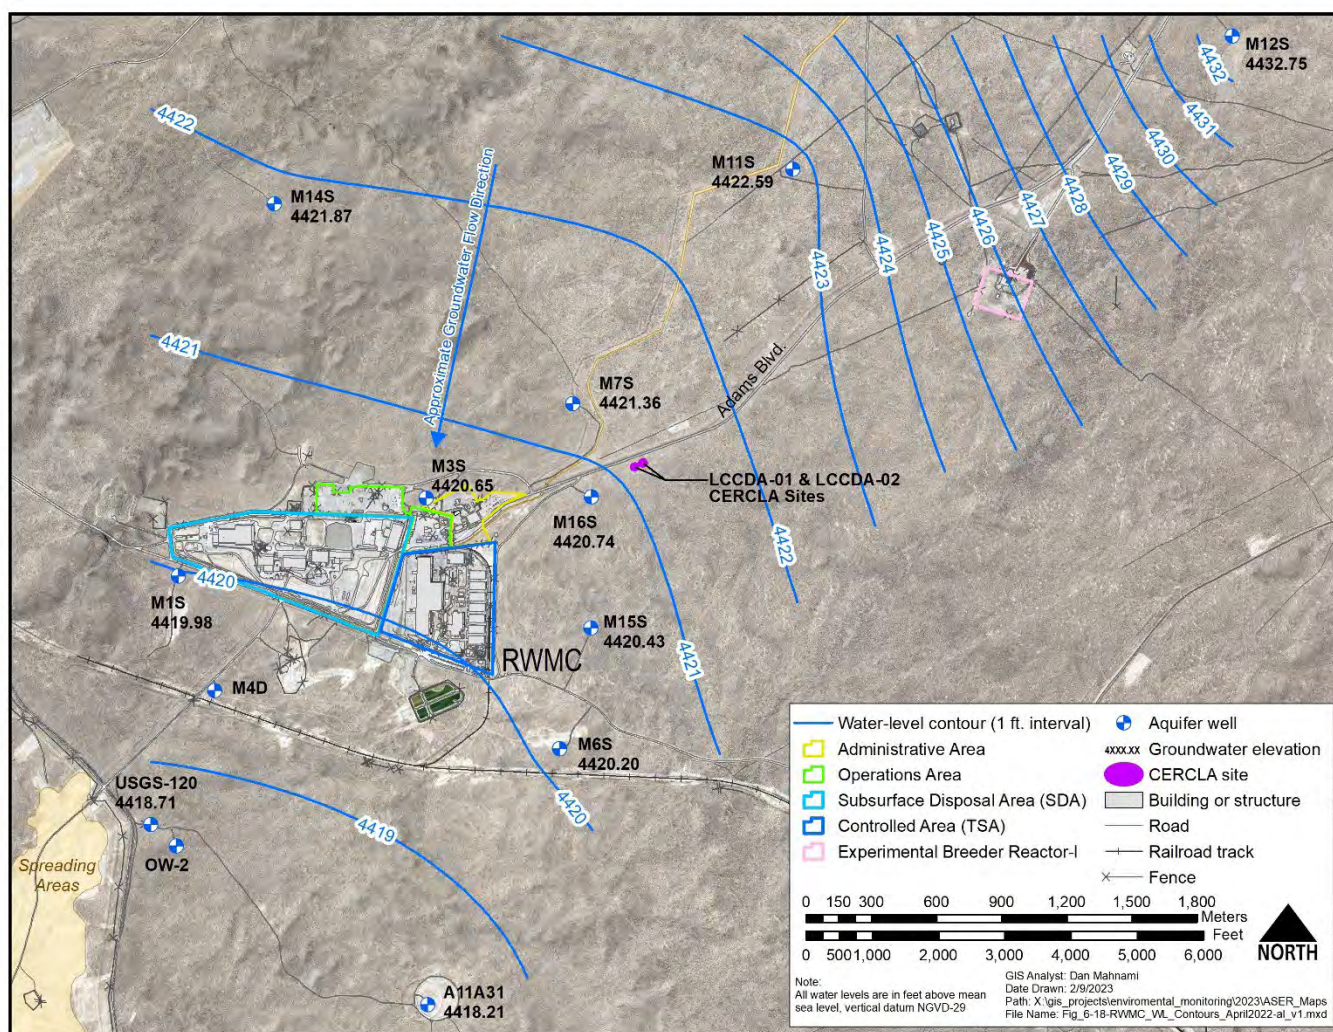 M12S
4432.75
4432
4431
4430
4429
4428
4427
4426
4425
4424
4423
4422
M11S
4422.59
4422
M14S
4421.87
Approximate Groundwater Flow Direction
4421
M7S
4421.36
Adams Blvd.
M3S
4420.65
LCCDA-01 & LCCDA-02
CERCLA Sites
M16S
4420.74
4420
M1S
4419.98
M15S
4420.43
4421
RWMC
M4D
M6S
4420.20
4420
USGS-120
4418.71
4419
OW-2
Spreading
Areas
A11A31
4418.21
Water-level contour (1 ft. interval)
Administrative Area
Operations Area
Subsurface Disposal Area (SDA)
Controlled Area (TSA)
Experimental Breeder Reactor-I
Aquifer well
4XXX.XX Groundwater elevation
CERCLA site
Building or structure
Road
Railroad track
Fence
0 150 300 600 900 1,200 1,500 1,800
Meters
Feet
0 500 1,000 2,000 3,000 4,000 5,000 6,000
NORTH
Note:
All water levels are in feet above mean
sea level, vertical datum NGVD-29
GIS Analyst: Dan Mahnami
Date Drawn: 2/9/2023
Path: X:\gis_projects\enviromental_monitoring\2023\ASER_Maps
File Name: Fig_6-18-RWMC_WL_Contours_April2022-al_v1.mxd